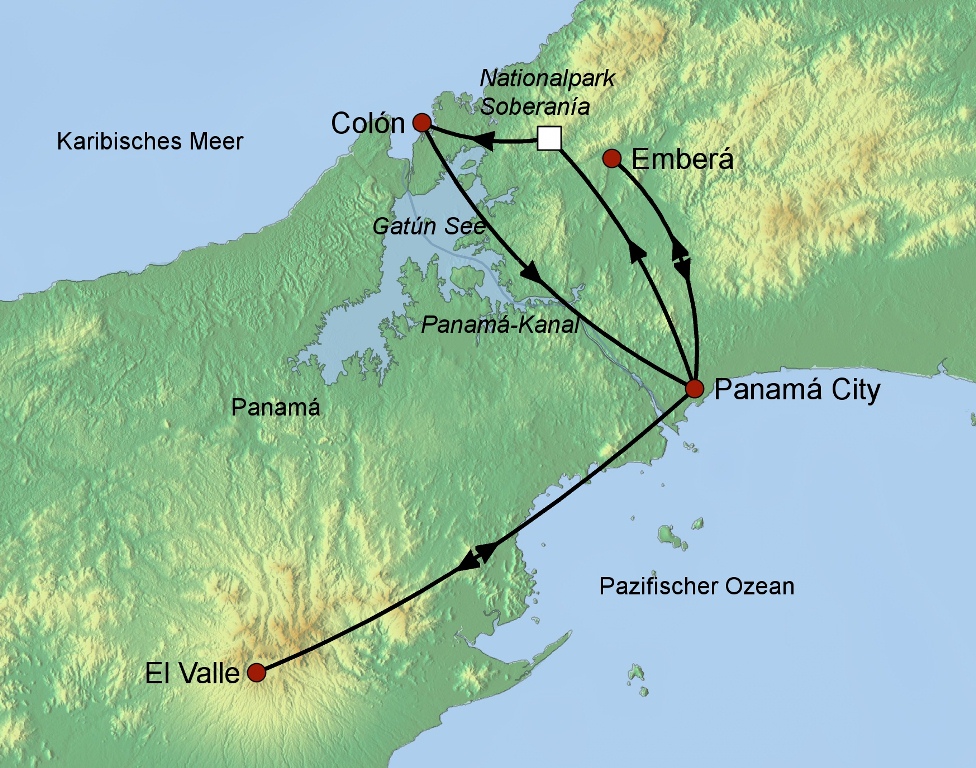 Nationalpark
Soberanía
Colón
Karibisches Meer
Emberá
Gatún See
Panamá-Kanal
Panamá City
Panamá
Pazifischer Ozean
El Valle